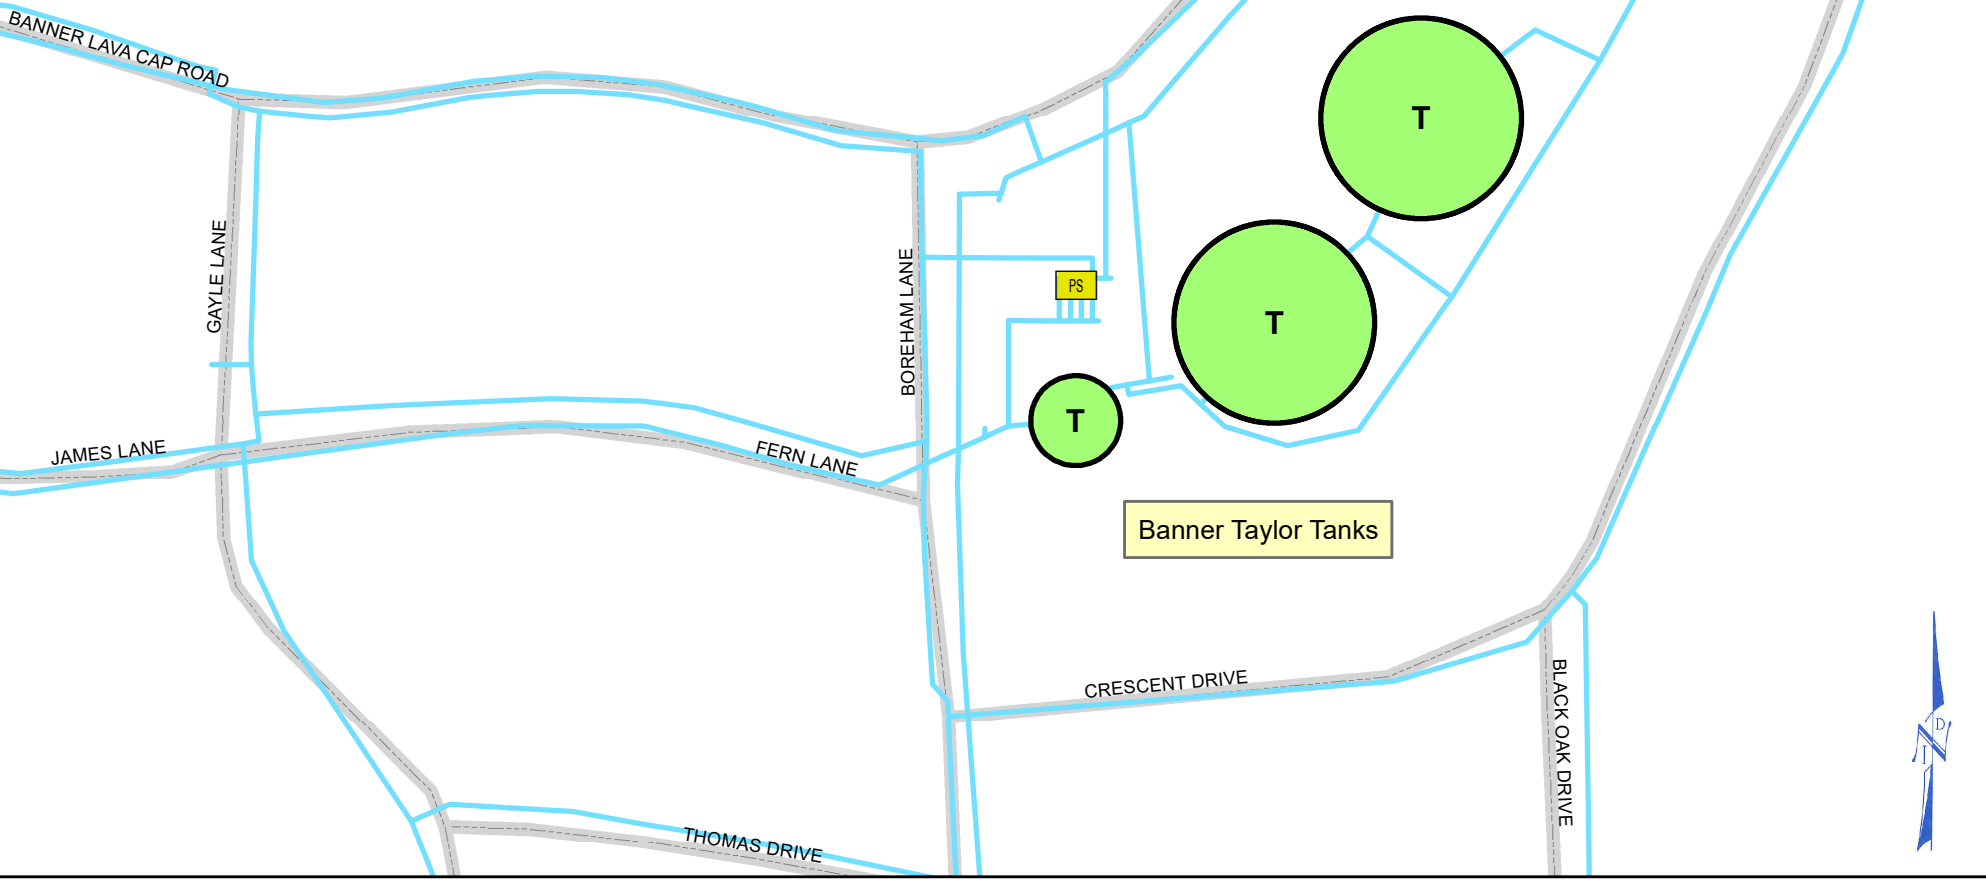 BANNER LAVA CAP ROAD
T
GAYLE LANE
BOREHAM LANE
PS
T
T
JAMES LANE
FERN LANE
Banner Taylor Tanks
CRESCENT DRIVE
BLACK OAK DRIVE
N I D
THOMAS DRIVE